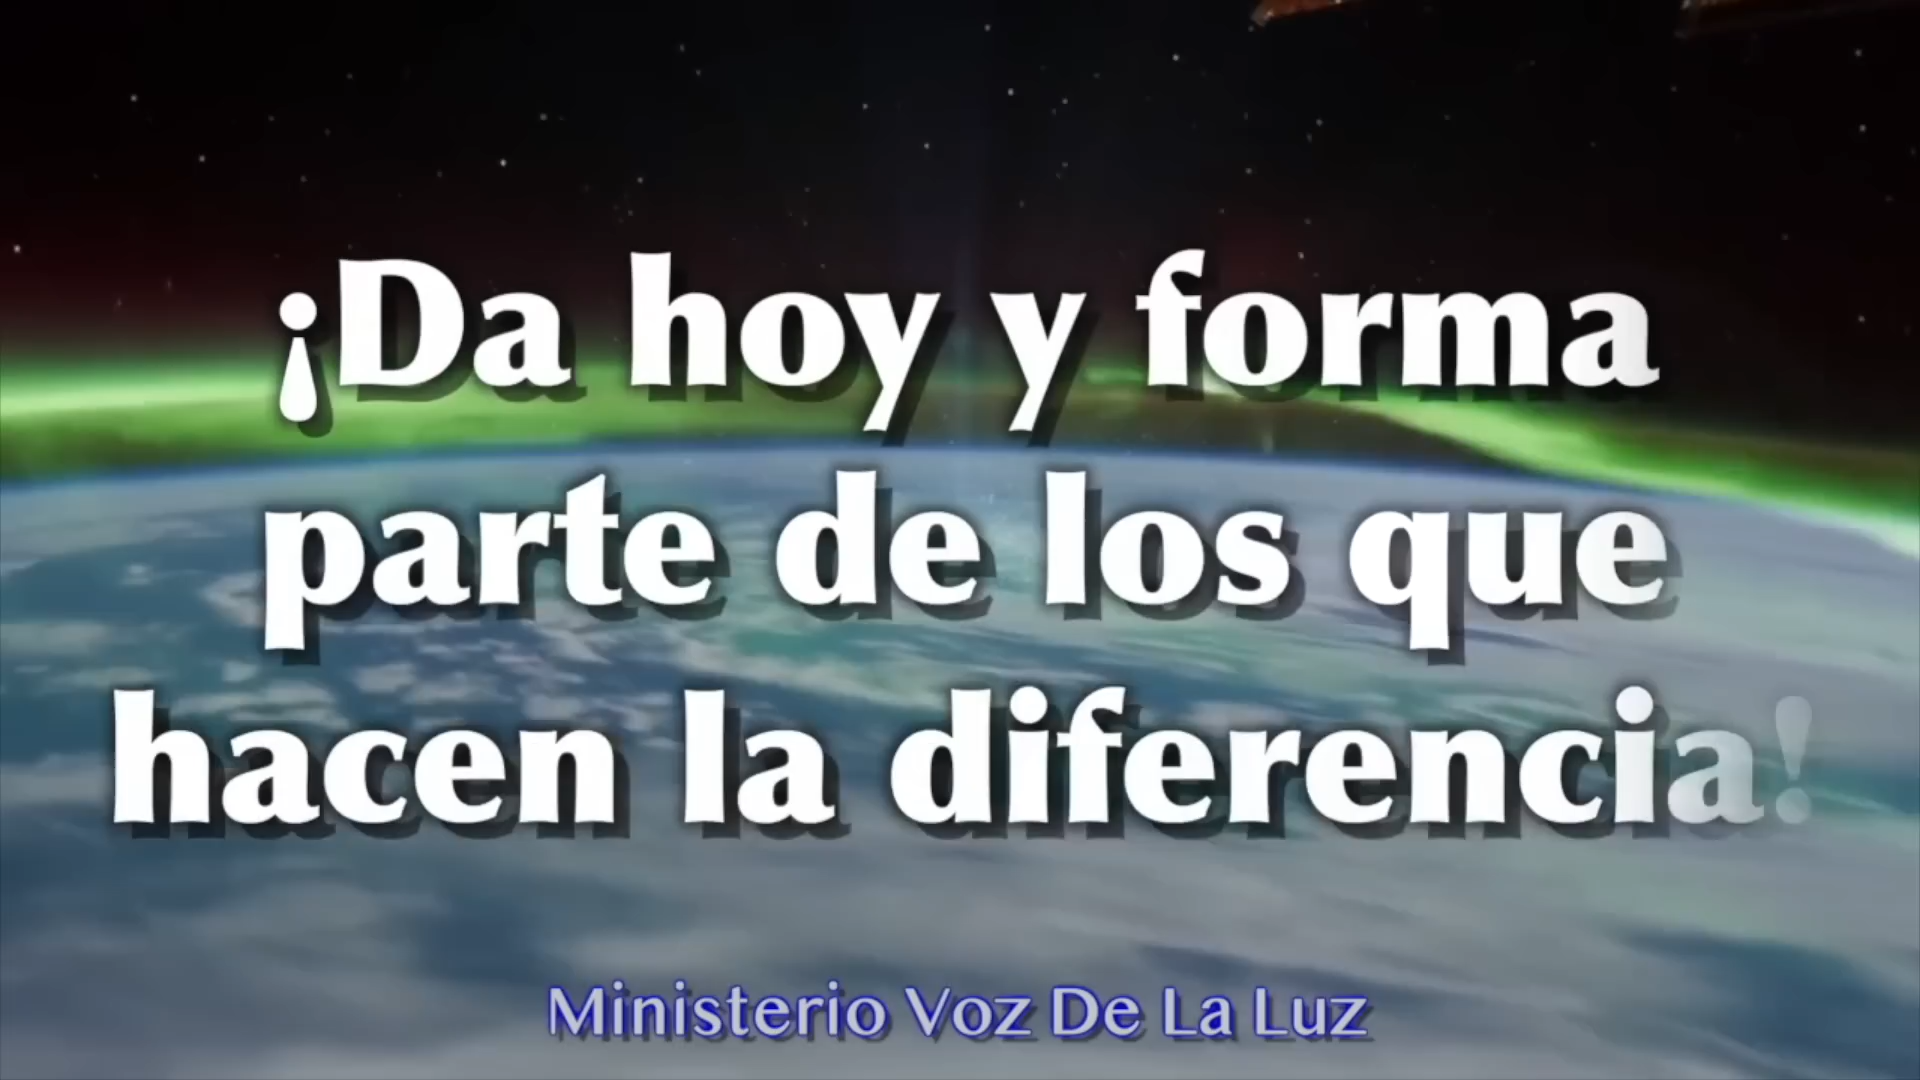 ¡Da hoy y forma
parte de los que
hacen la diferencia!
Ministerio Voz De La Luz